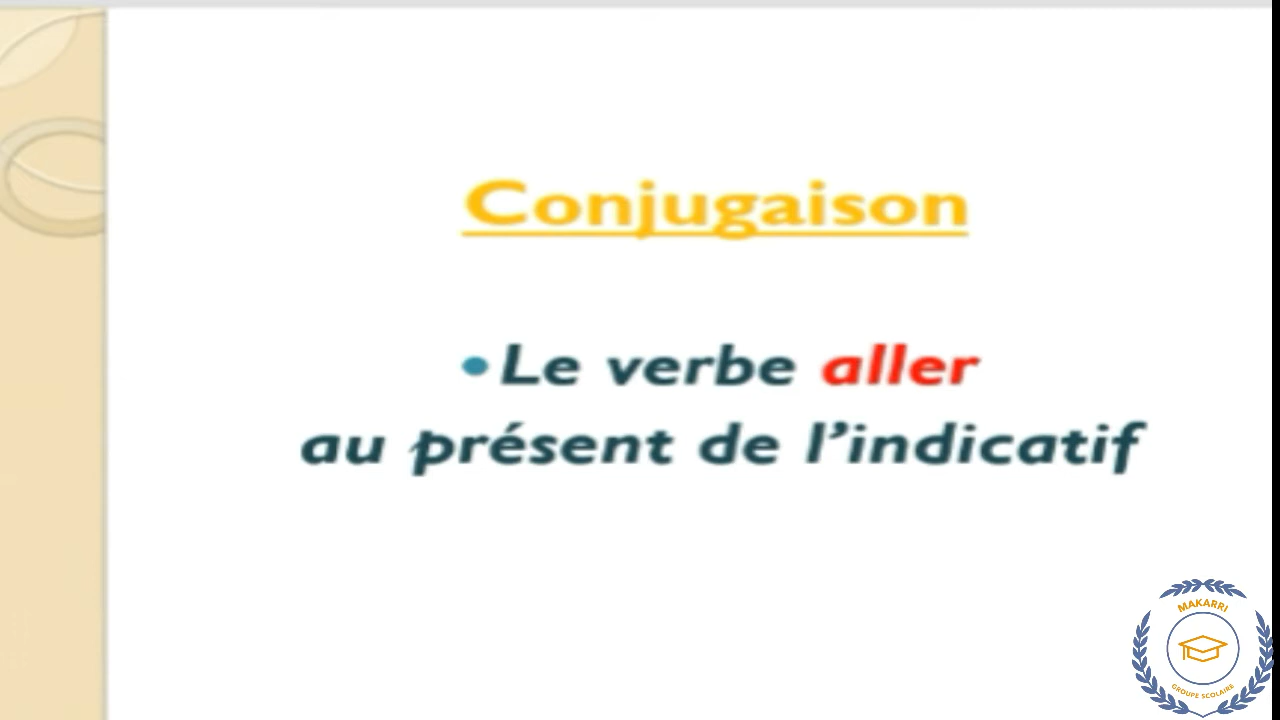 Conjugaison
•Le verbe aller
au présent de l’indicatif
MAKARRI
GROUPE SCOLAIRE